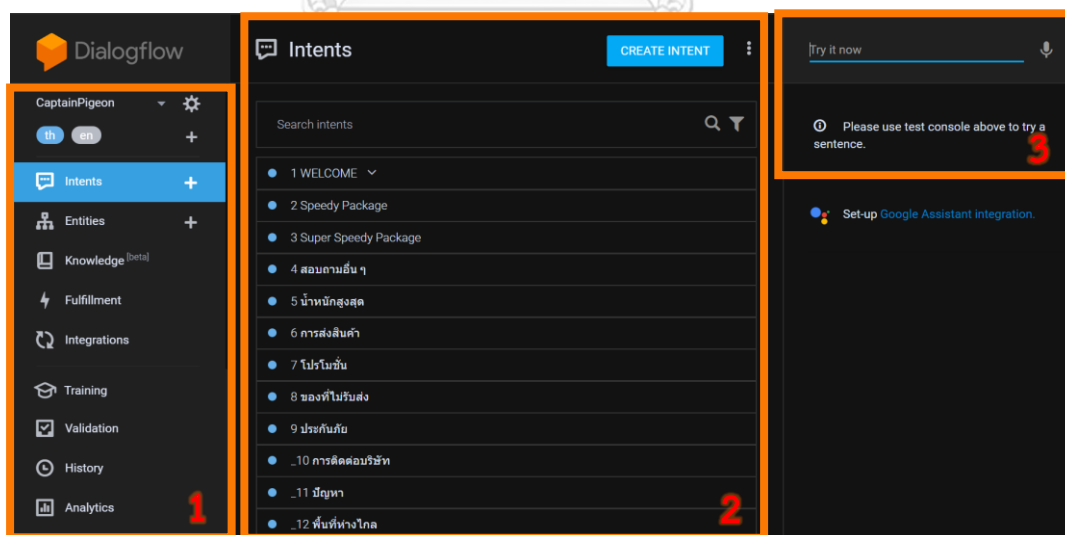 Dialogflow
CaptainPigeon
th en
Intents
Entities
Knowledge [beta]
Fulfillment
Integrations
Training
Validation
History
Analytics
1
Intents
CREATE INTENT
Search intents
1 WELCOME
2 Speedy Package
3 Super Speedy Package
4 สอบถามอื่น ๆ
5 น้ำหนักสูงสุด
6 การส่งสินค้า
7 โปรโมชั่น
8 ของที่ไม่รับส่ง
9 ประกันภัย
_10 การติดต่อบริษัท
_11 ปัญหา
_12 พื้นที่ห่างไกล
2
Try it now
Please use test console above to try a
sentence.
3
Set-up Google Assistant integration.